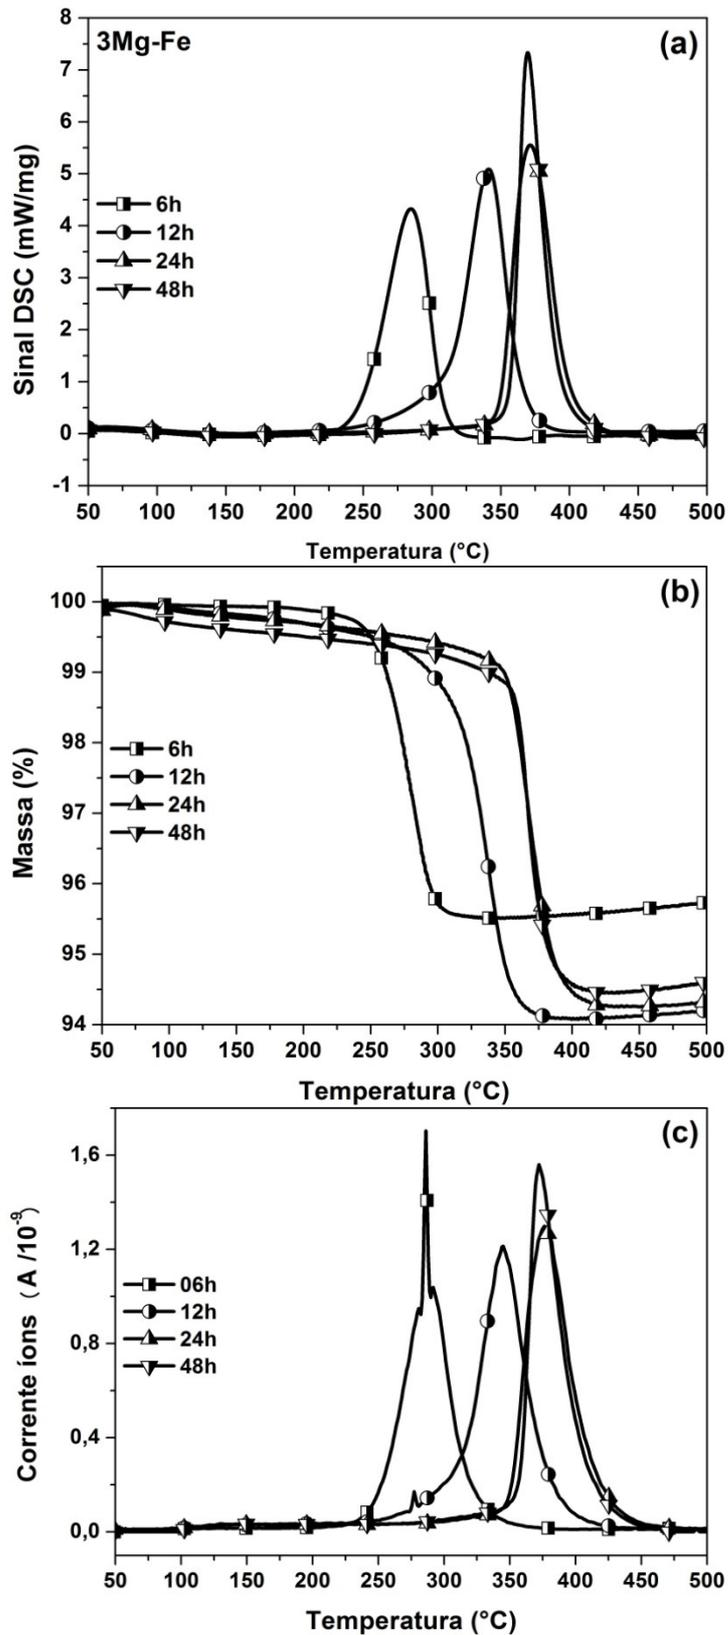 3Mg-Fe
(a)
8
7
6
5
4
3
2
1
0
-1
Sinal DSC (mW/mg)
6h
12h
24h
48h
50 100 150 200 250 300 350 400 450 500
Temperatura (°C)
(b)
100
99
98
97
96
95
94
Massa (%)
6h
12h
24h
48h
50 100 150 200 250 300 350 400 450 500
Temperatura (°C)
(c)
1,6
1,2
0,8
0,4
0,0
Corrente íons ( A /10⁻⁹)
06h
12h
24h
48h
50 100 150 200 250 300 350 400 450 500
Temperatura (°C)